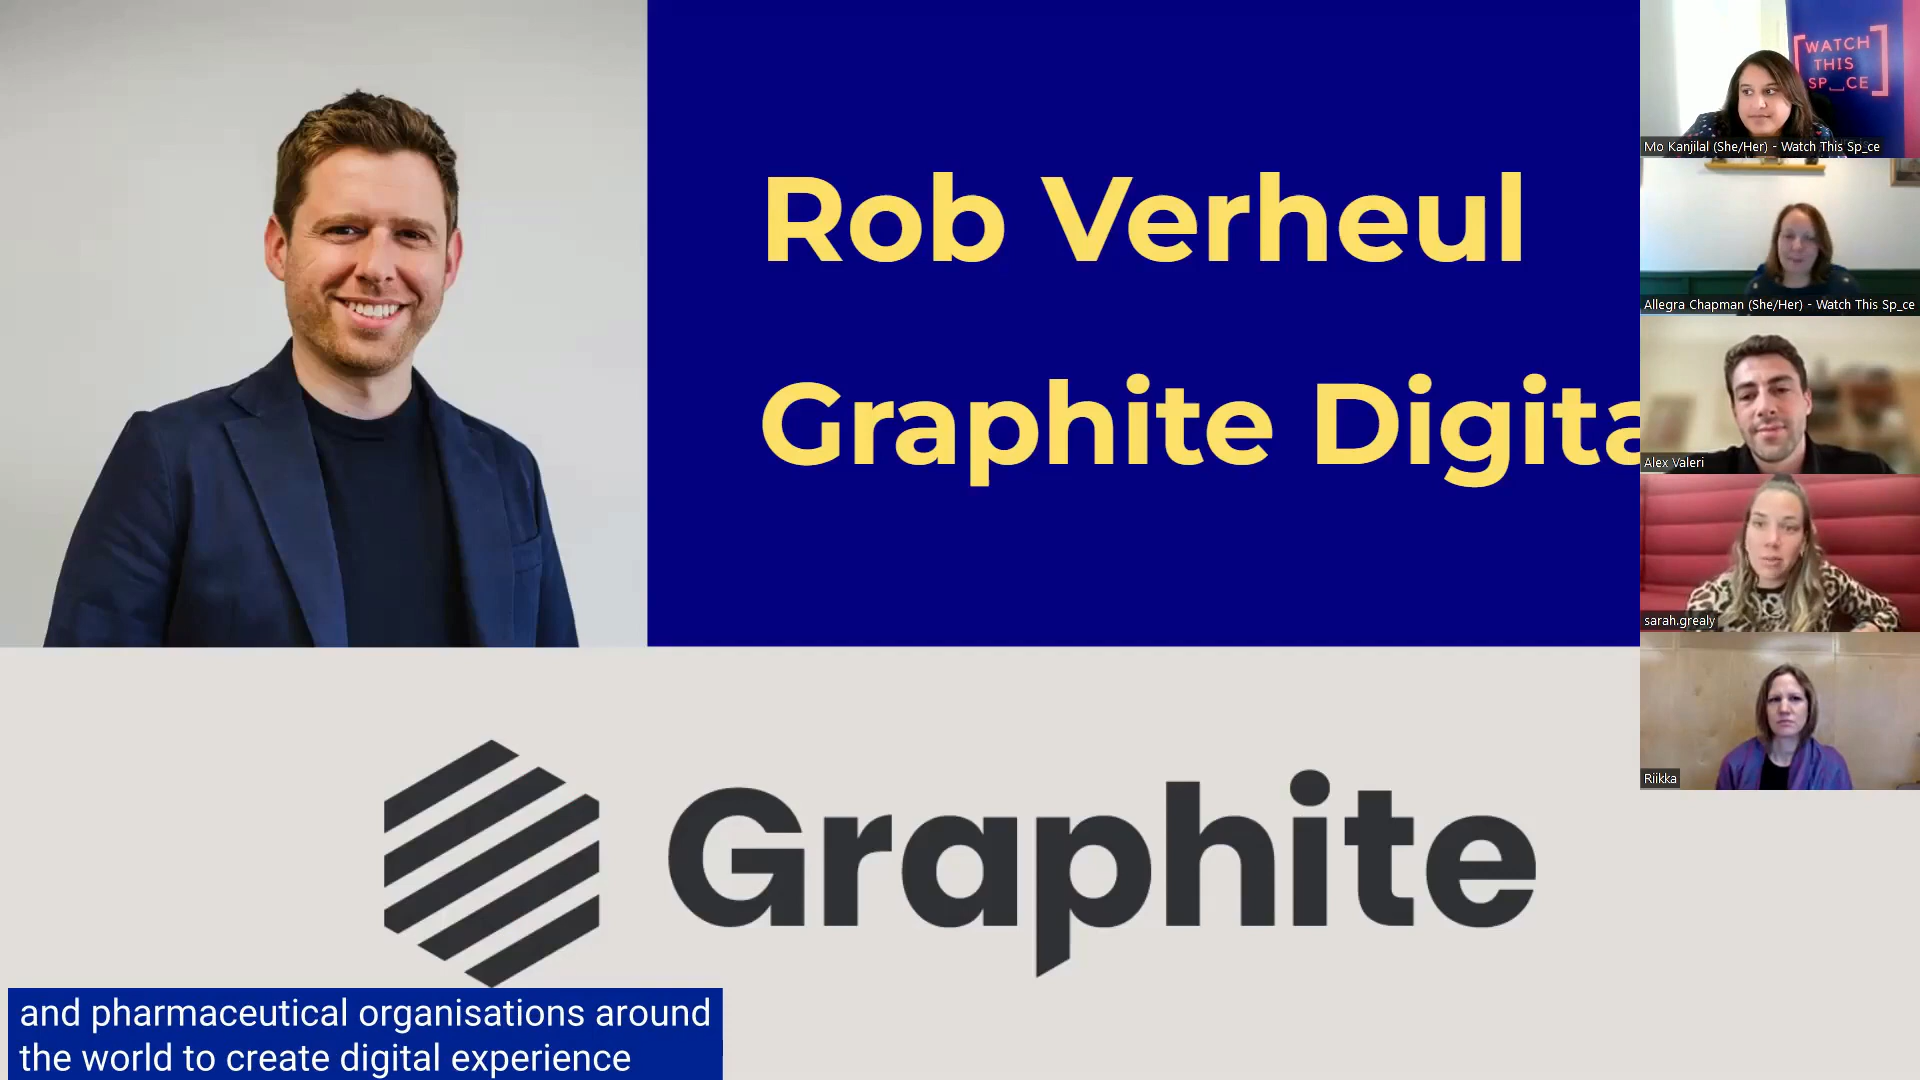 Rob Verheul
Graphite Digita
Graphite
and pharmaceutical organisations around
the world to create digital experience
[WATCH
THIS
SP_CE]
Mo Kanjilal (She/Her) - Watch This Sp_ce
Allegra Chapman (She/Her) - Watch This Sp_ce
Alex Valeri
sarah.grealy
Riikka